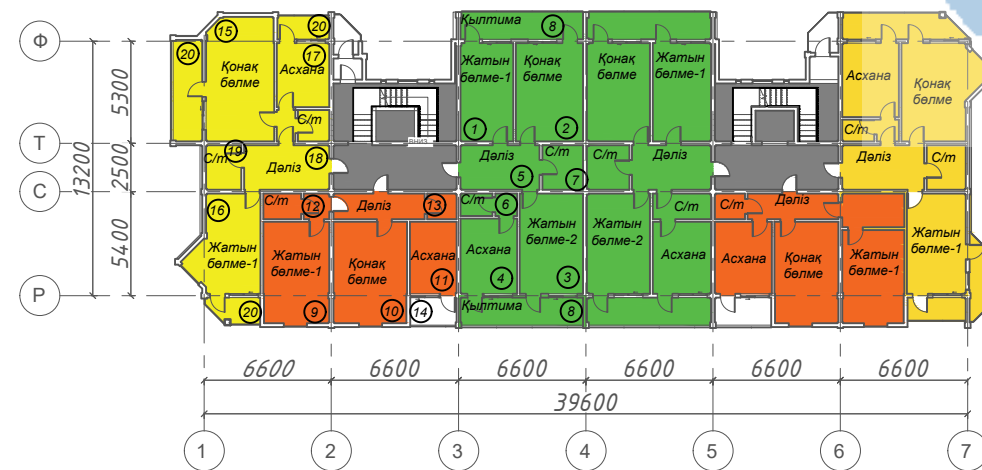 Ф
Т
С
Р
13200
5300
2500
5400
20
15
Қонақ
бөлме
20
17
Асхана
С/т
Қылтима
8
Жатын
бөлме-1
1
Қонақ
бөлме
2
Қонақ
бөлме
Жатын
бөлме-1
Асхана
С/т
Қонақ
бөлме
ВНИЗ
С/т
19
Дәліз
18
Дәліз
5
С/т
7
С/т
Дәліз
Дәліз
С/т
16
Жатын
бөлме-1
С/т
12
Дәліз
13
С/т
6
Жатын
бөлме-2
3
Жатын
бөлме-2
С/т
Асхана
С/т
Дәліз
Жатын
бөлме-1
9
Қонақ
бөлме
10
Асхана
11
Асхана
4
Асхана
Қонақ
бөлме
Жатын
бөлме-1
Жатын
бөлме-1
20
14
Қылтима
8
6600
6600
6600
6600
6600
6600
39600
1
2
3
4
5
6
7